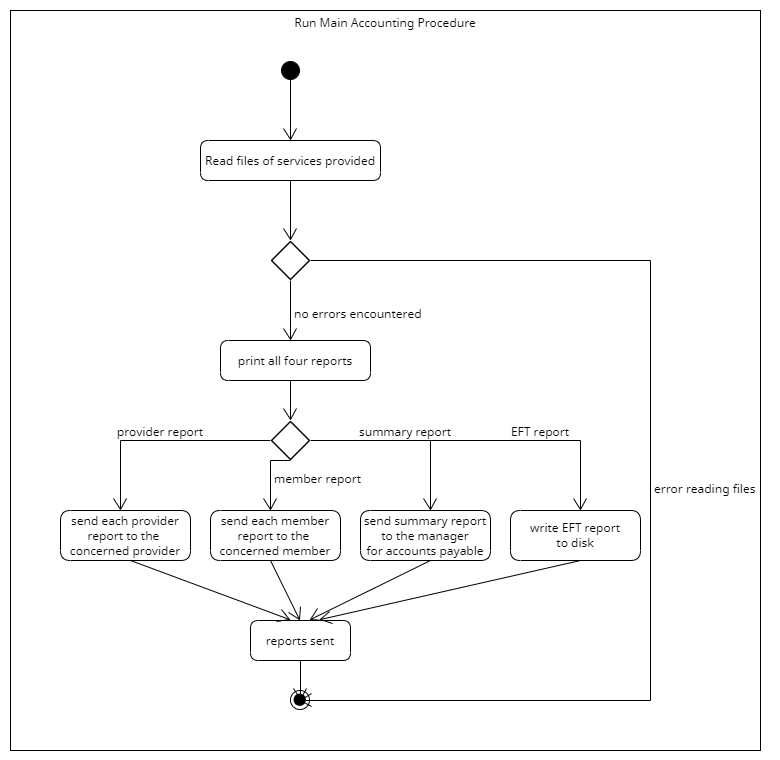 Run Main Accounting Procedure
Read files of services provided
no errors encountered
print all four reports
provider report
summary report
EFT report
member report
error reading files
send each provider
report to the
concerned provider
send each member
report to the
concerned member
send summary report
to the manager
for accounts payable
write EFT report
to disk
reports sent